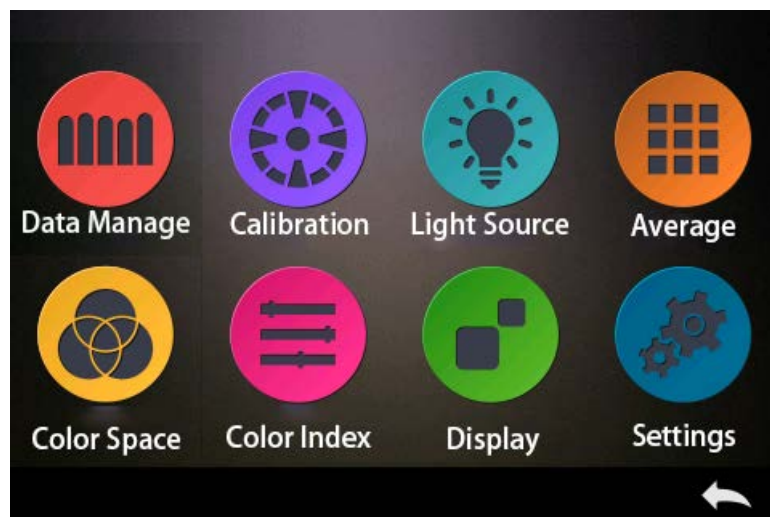 Data Manage
Calibration
Light Source
Average
Color Space
Color Index
Display
Settings